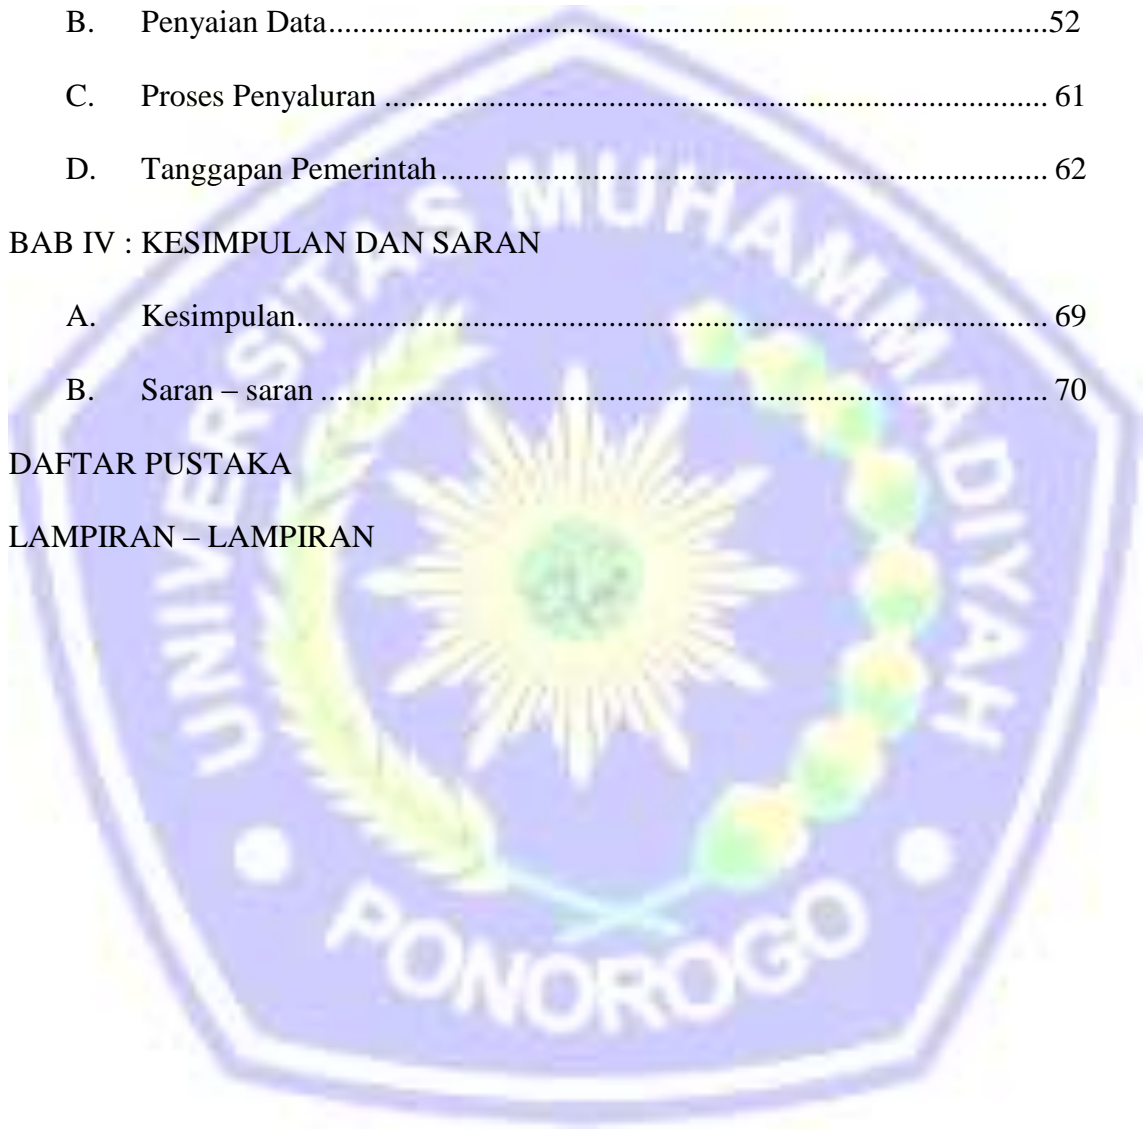 B. Penyaian Data..........................................................................................52
C. Proses Penyaluran ................................................................................... 61
D. Tanggapan Pemerintah............................................................................ 62
BAB IV : KESIMPULAN DAN SARAN
A. Kesimpulan.............................................................................................. 69
B. Saran – saran ........................................................................................... 70
DAFTAR PUSTAKA
LAMPIRAN – LAMPIRAN
UNIVERSITAS MUHAMMADIYAH
PONOROGO